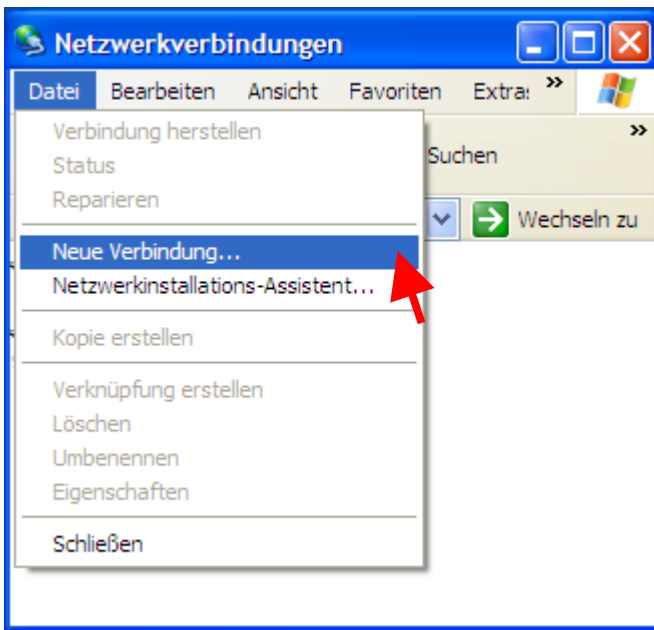 Netzwerkverbindungen
Datei Bearbeiten Ansicht Favoriten Extras »
»
Suchen
Wechseln zu
Verbindung herstellen
Status
Reparieren
Neue Verbindung...
Netzwerkinstallations-Assistent...
Kopie erstellen
Verknüpfung erstellen
Löschen
Umbenennen
Eigenschaften
Schließen